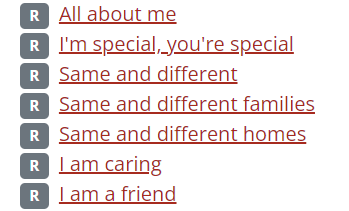 R All about me
R I'm special, you're special
R Same and different
R Same and different families
R Same and different homes
R I am caring
R I am a friend